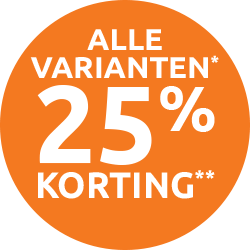 ALLE
VARIANTEN*
25%
KORTING**